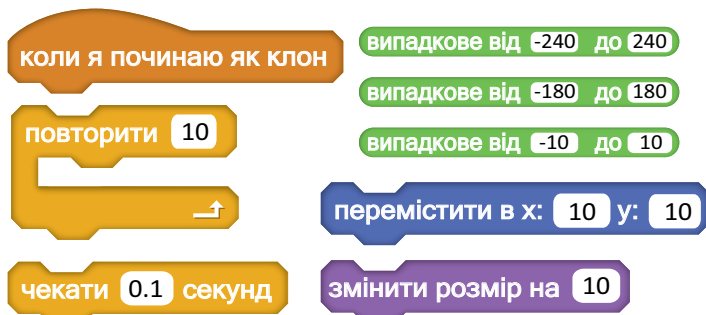 коли я починаю як клон
повторити 10
чекати 0.1 секунд
випадкове від -240 до 240
випадкове від -180 до 180
випадкове від -10 до 10
перемістити в x: 10 y: 10
змінити розмір на 10